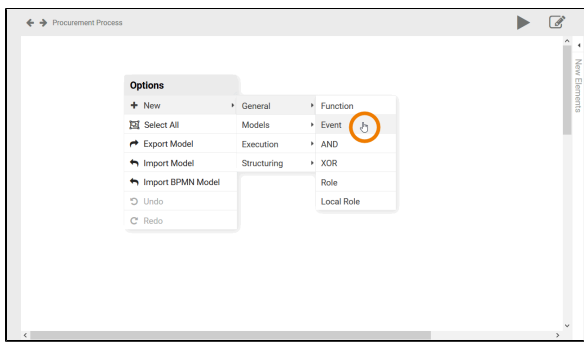 Procurement Process
New Elements
Options
New
General
Function
Select All
Models
Event
Export Model
Execution
AND
Import Model
Structuring
XOR
Import BPMN Model
Role
Undo
Local Role
Redo